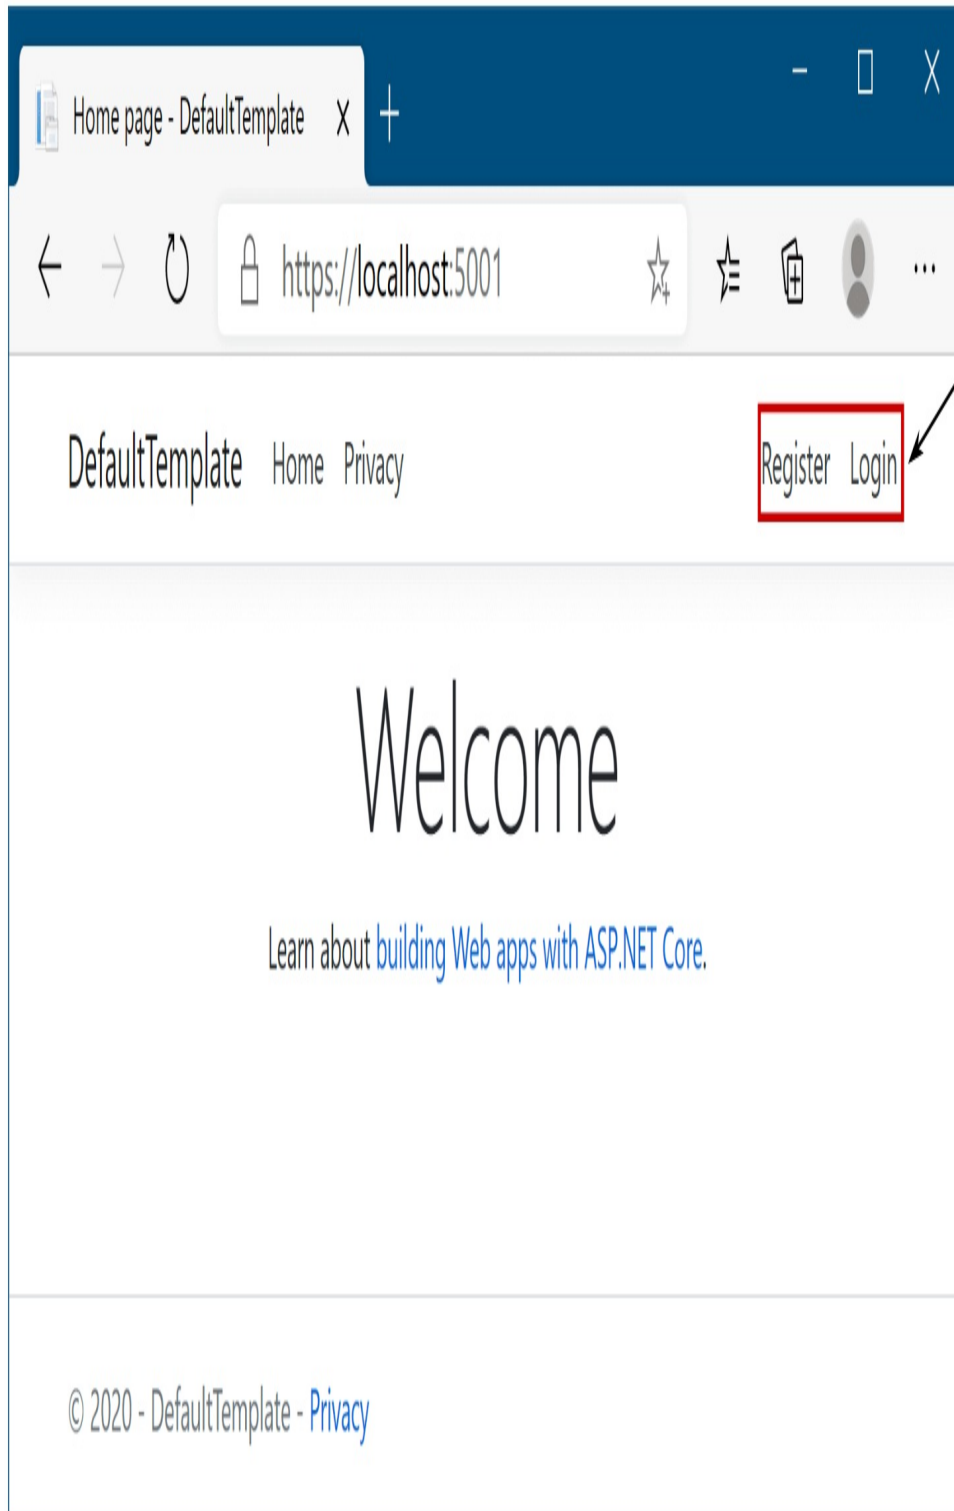 Home page - DefaultTemplate
https://localhost:5001
DefaultTemplate Home Privacy Register Login
Welcome
Learn about building Web apps with ASP.NET Core.
© 2020 - DefaultTemplate - Privacy